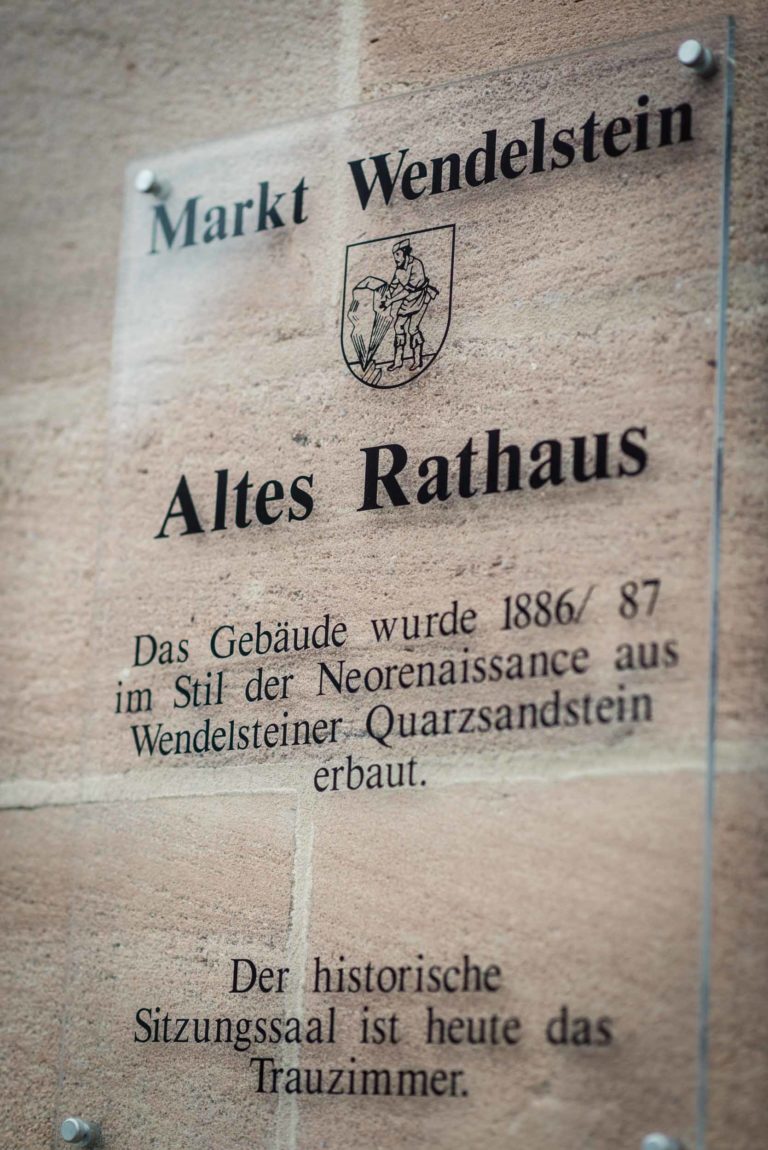 Markt Wendelstein
Altes Rathaus
Das Gebäude wurde 1886/ 87
im Stil der Neorenaissance aus
Wendelsteiner Quarzsandstein
erbaut.
Der historische
Sitzungssaal ist heute das
Trauzimmer.